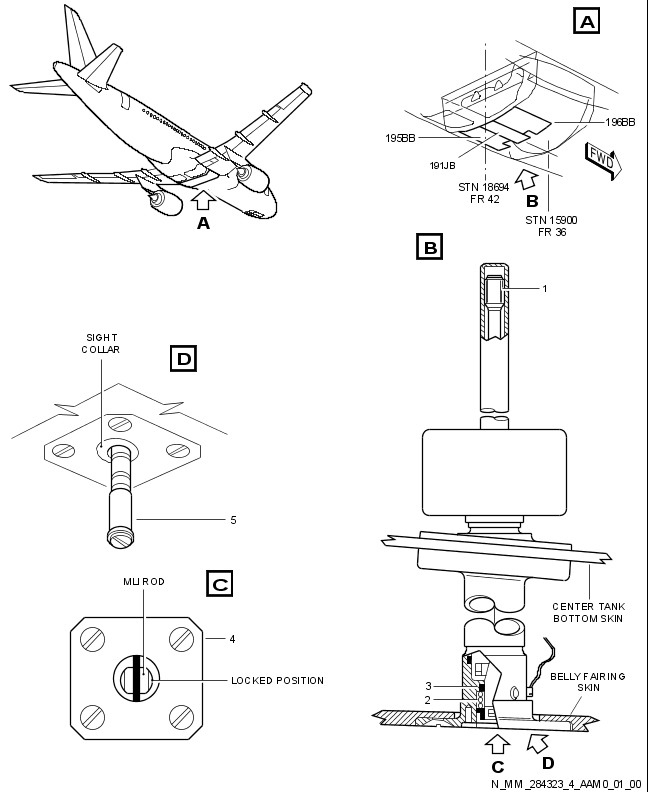 A
196BB
195BB
191JB
FWD
STN 18694
FR 42
B
STN 15900
FR 36
A
B
1
SIGHT
COLLAR
D
5
CENTER TANK
BOTTOM SKIN
MLI ROD
C
4
LOCKED POSITION
3
2
BELLY FAIRING
SKIN
C
D
N_MM_284323_4_AAM0_01_00